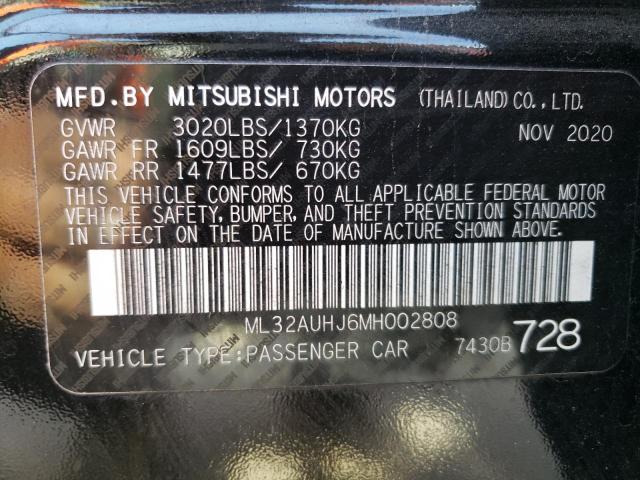 MFD.BY MITSUBISHI MOTORS (THAILAND)CO.,LTD.
GVWR 3020LBS/1370KG NOV 2020
GAWR FR 1609LBS/ 730KG
GAWR RR 1477LBS/ 670KG
THIS VEHICLE CONFORMS TO ALL APPLICABLE FEDERAL MOTOR
VEHICLE SAFETY, BUMPER, AND THEFT PREVENTION STANDARDS
IN EFFECT ON THE DATE OF MANUFACTURE SHOWN ABOVE.
ML32AUHJ6MH002808
VEHICLE TYPE:PASSENGER CAR 7430B 728